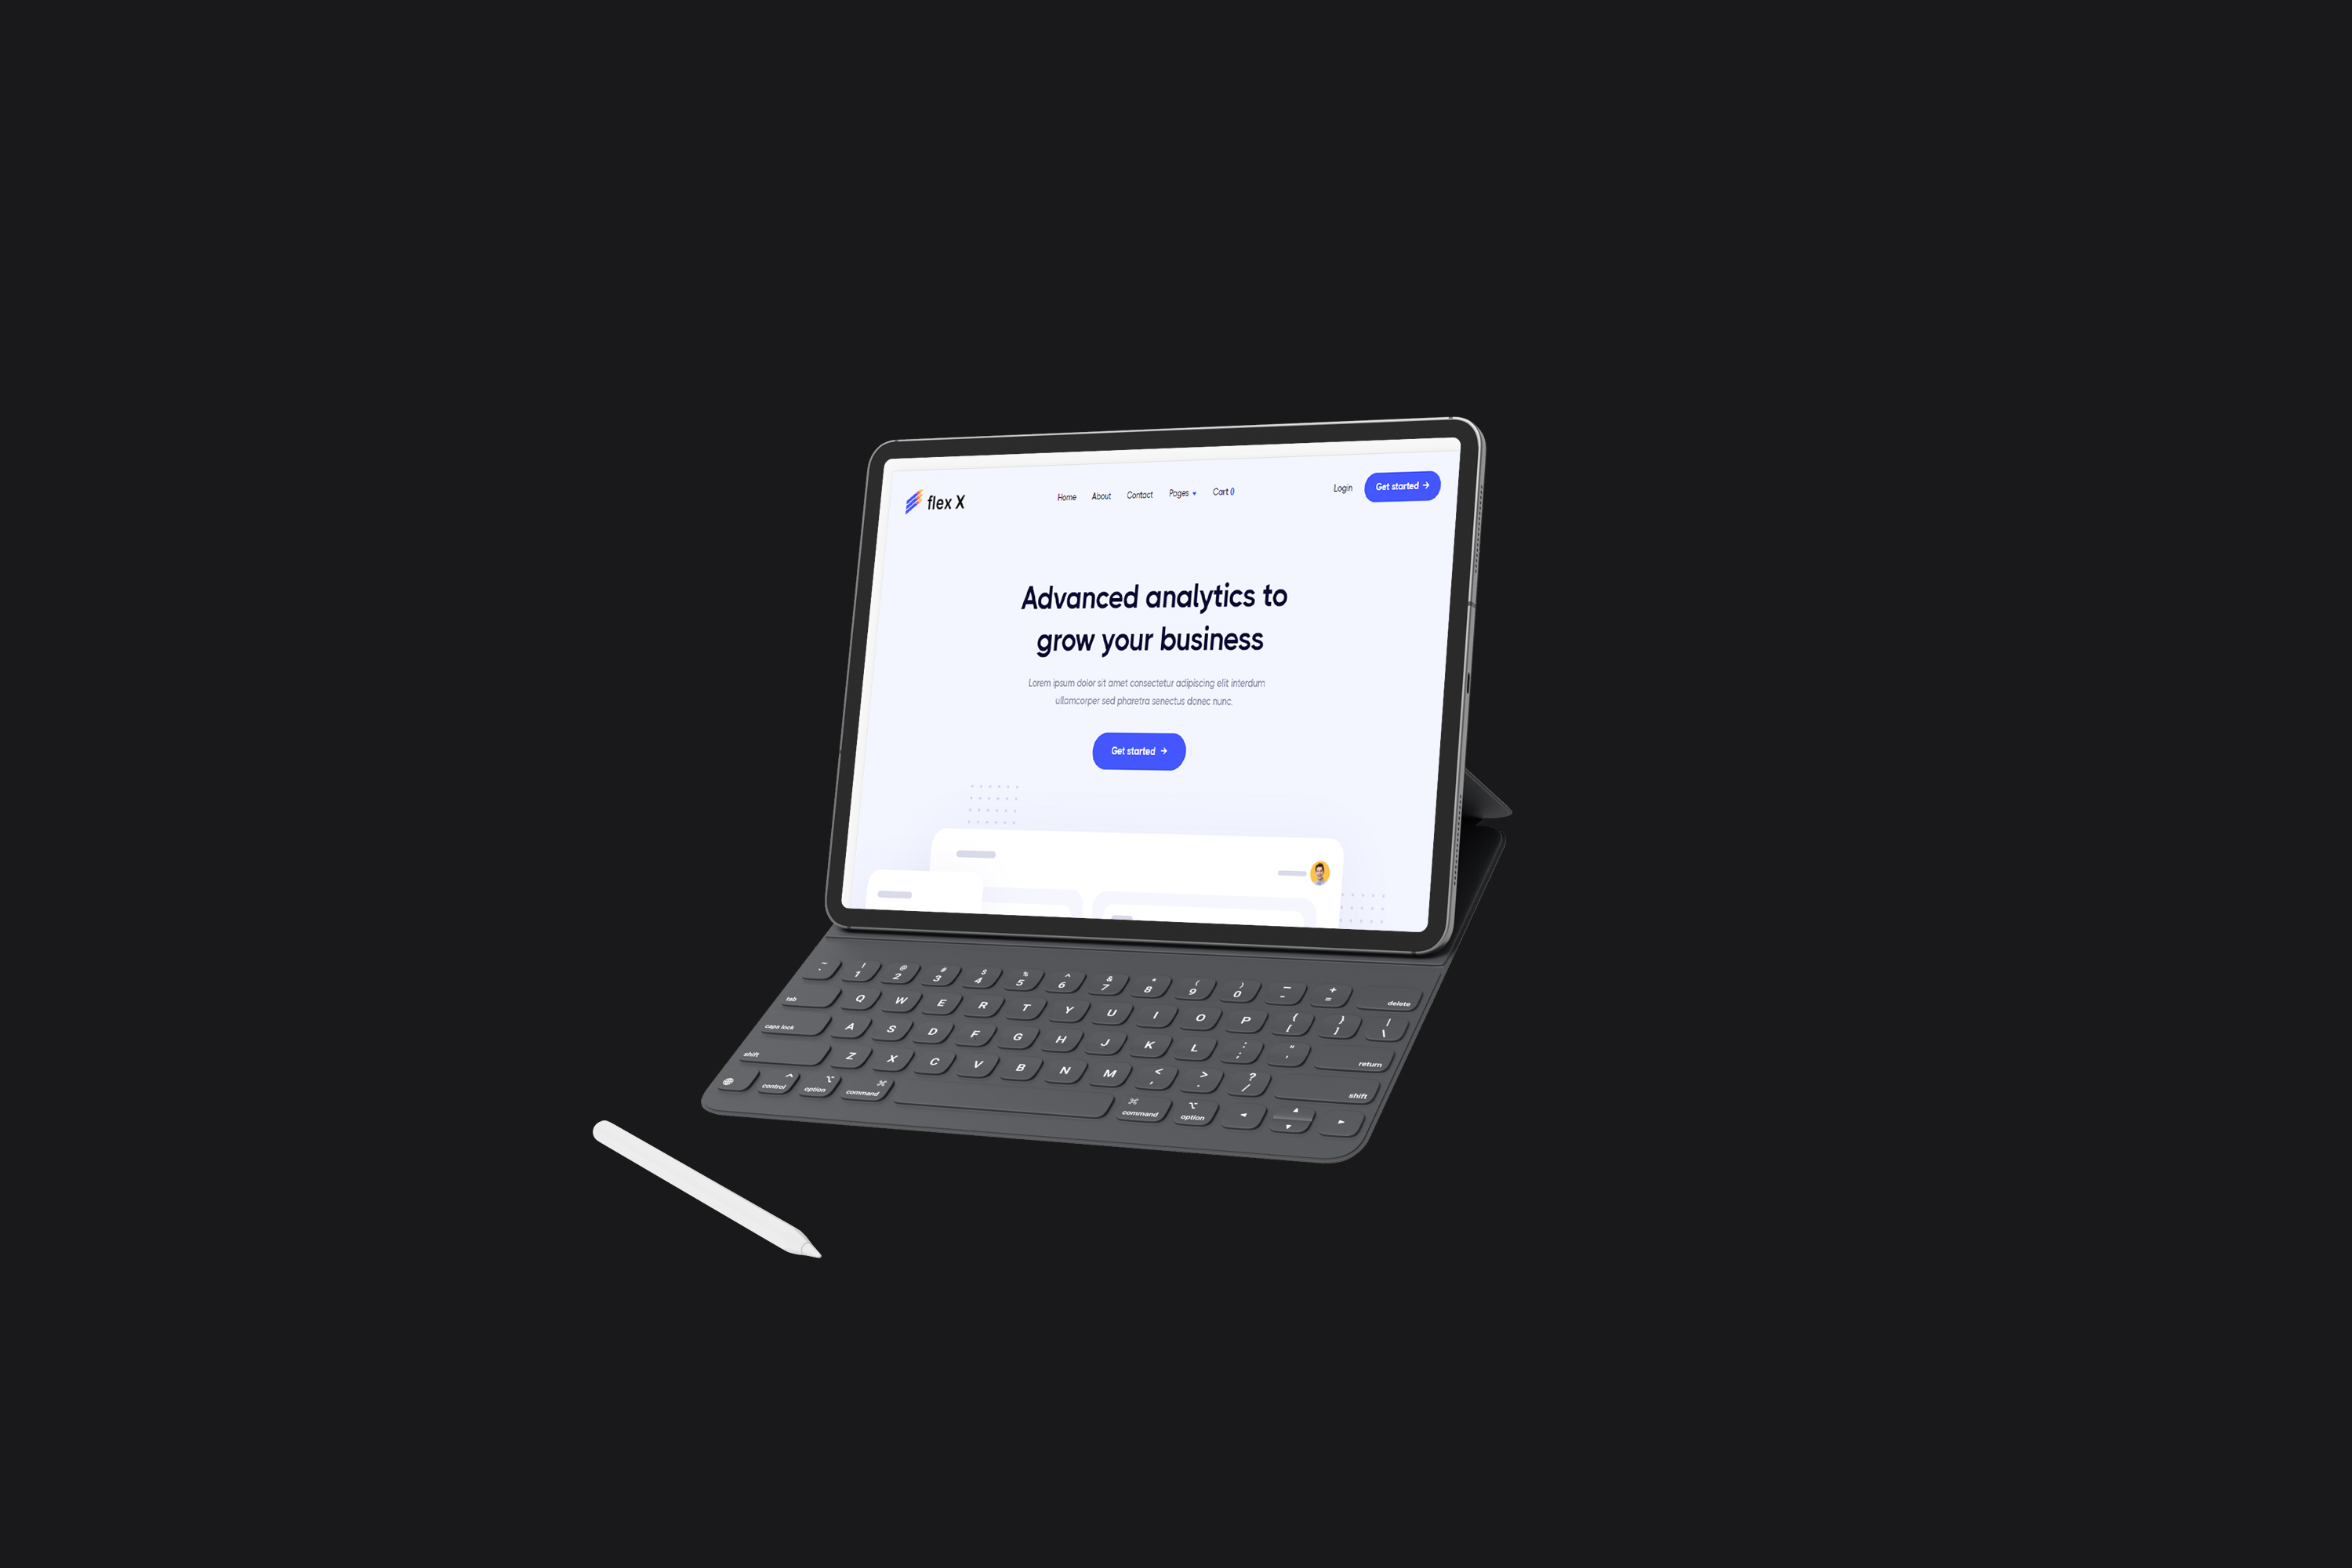 flex X
Home About Contact Pages Cart 0
Login Get started →
Advanced analytics to
grow your business
Lorem ipsum dolor sit amet consectetur adipiscing elit interdum
ullamcorper sed pharetra senectus donec nunc.
Get started →
~ ! @ # $ % ^ & * ( ) — +
` 1 2 3 4 5 6 7 8 9 0 - = delete
tab Q W E R T Y U I O P { [ } ] | \
caps lock A S D F G H J K L : ; " ' return
shift Z X C V B N M < , > . ? / shift
control option command command option